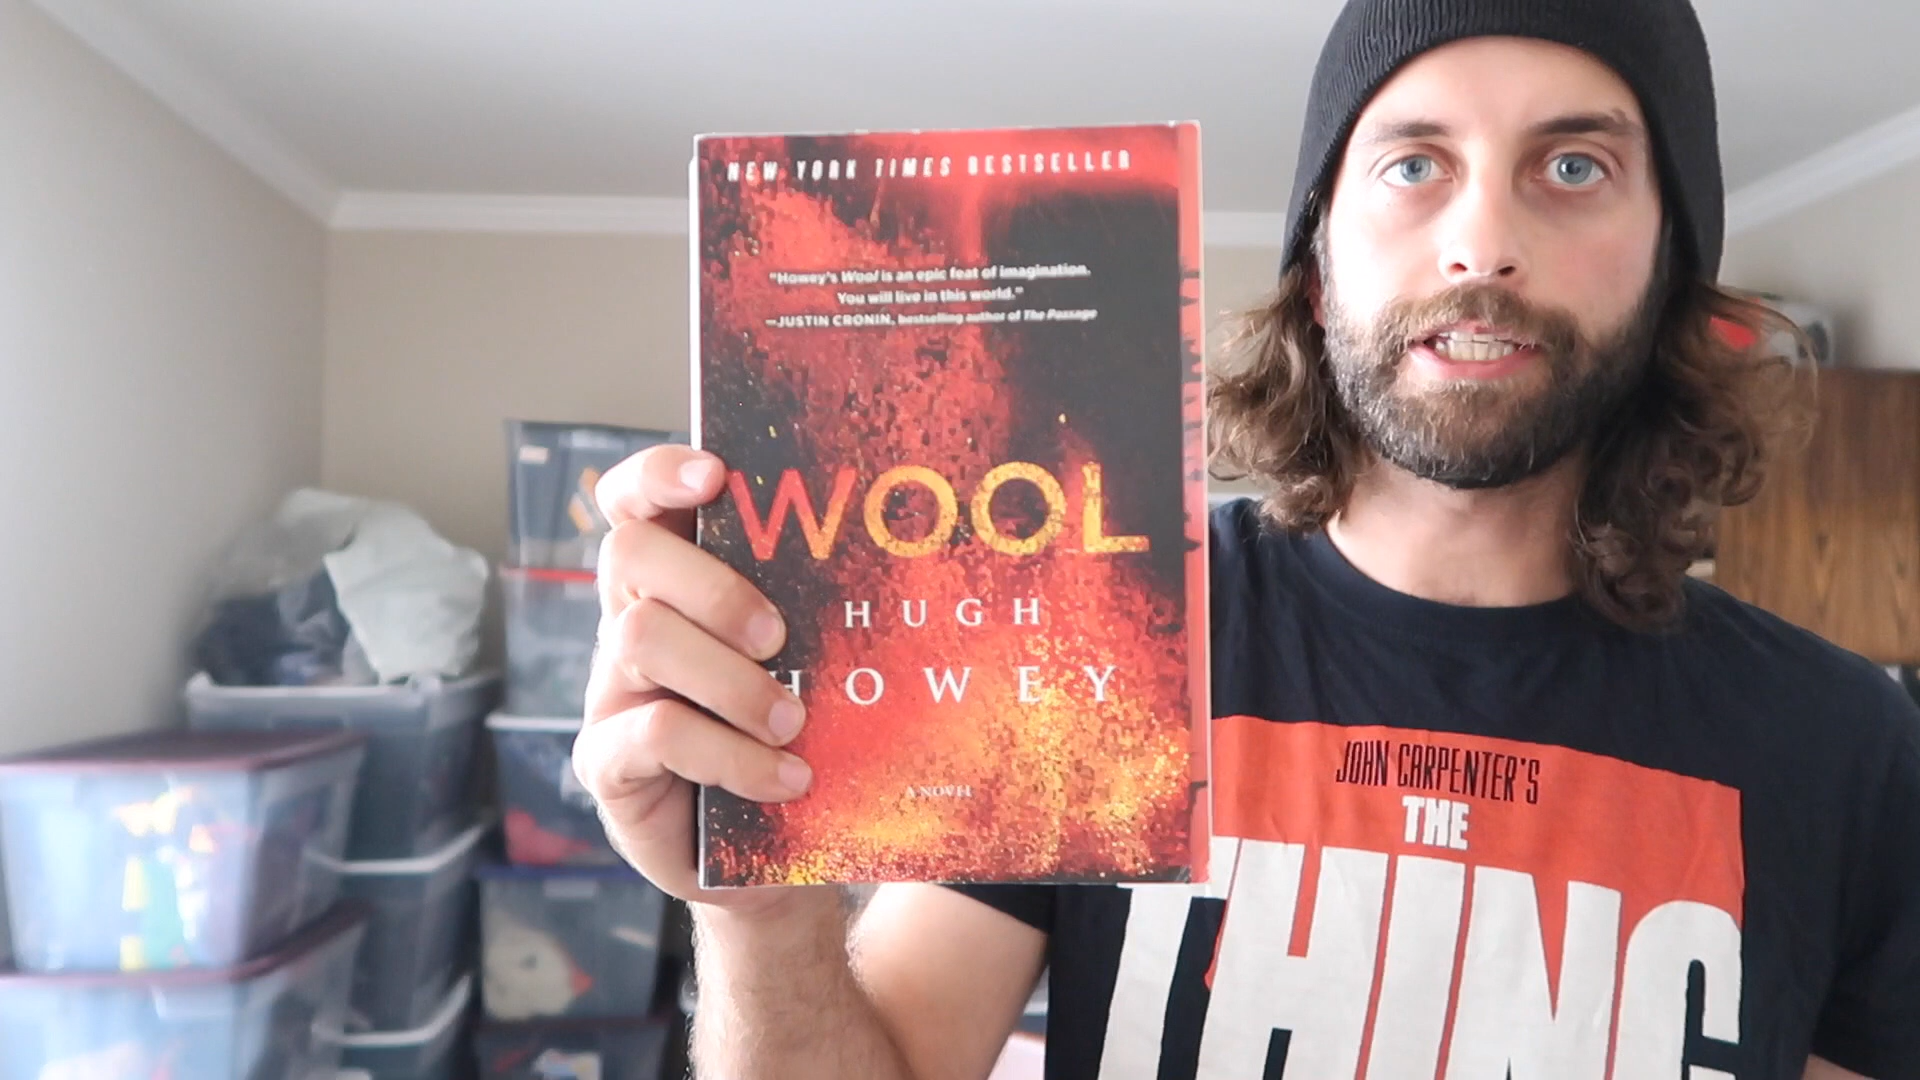 NEW YORK TIMES BESTSELLER
"Howey's Wool is an epic feat of imagination.
You will live in this world."
—JUSTIN CRONIN, bestselling author of The Passage
WOOL
HUGH
HOWEY
A NOVEL
JOHN CARPENTER'S
THE
THING